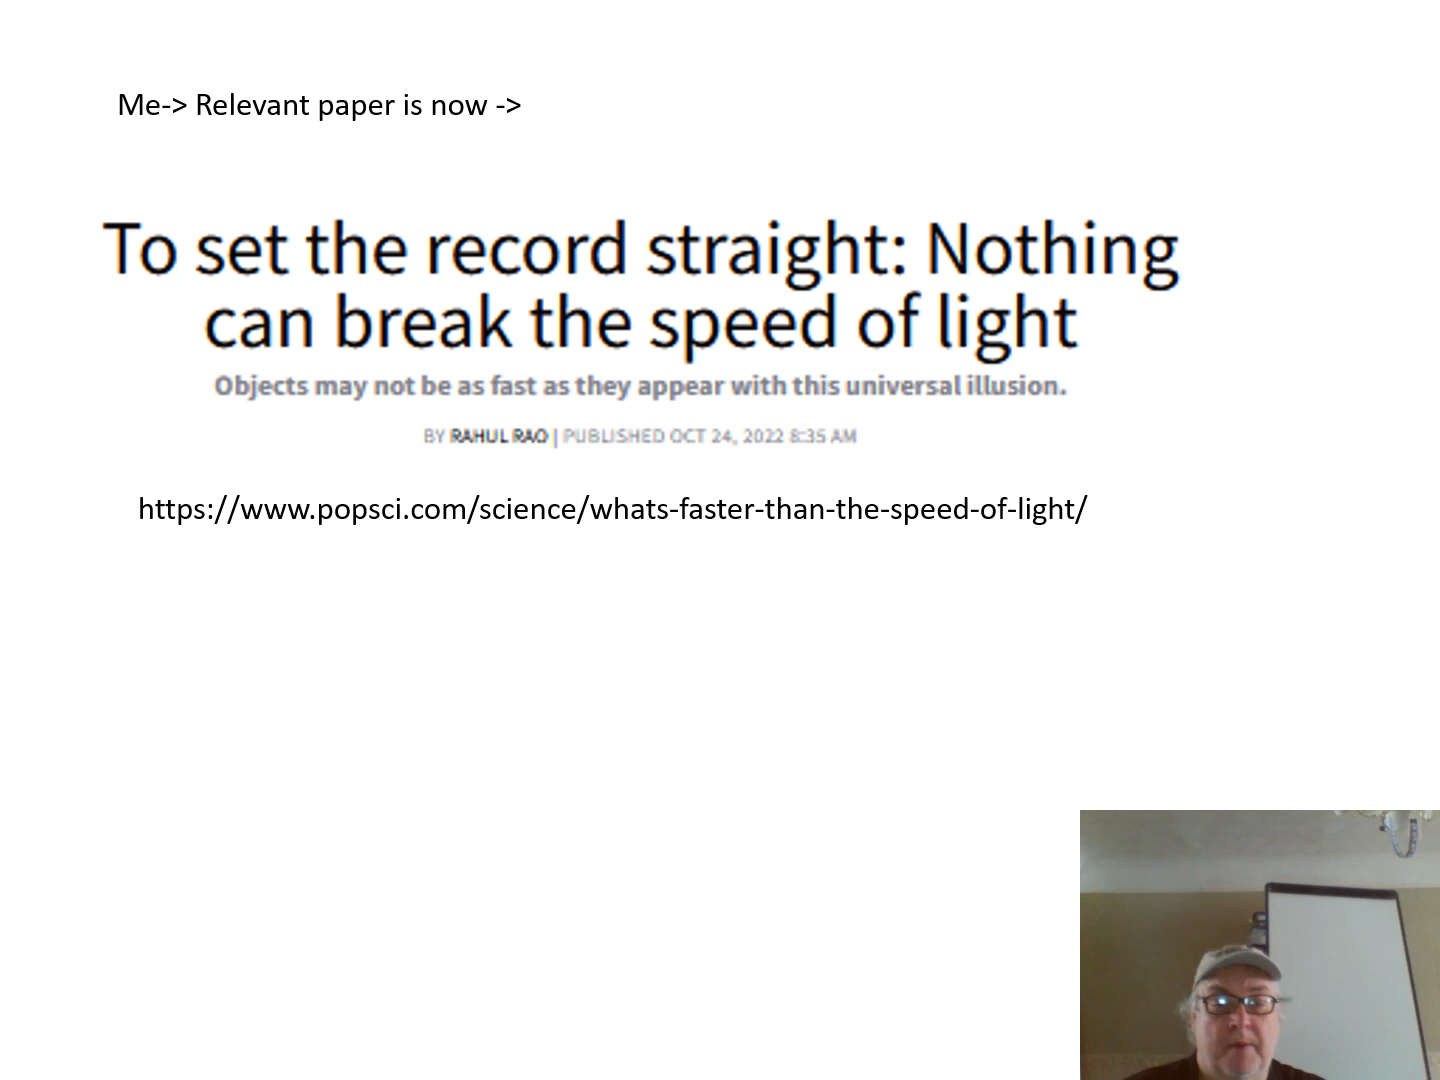 Me-> Relevant paper is now ->
To set the record straight: Nothing
can break the speed of light
Objects may not be as fast as they appear with this universal illusion.
BY RAHUL RAO | PUBLISHED OCT 24, 2022 8:35 AM
https://www.popsci.com/science/whats-faster-than-the-speed-of-light/